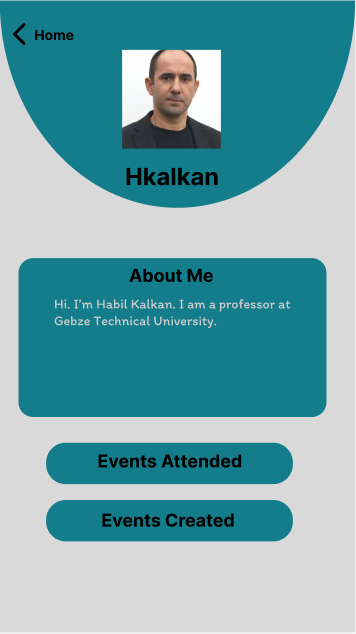 Home
Hkalkan
About Me
Hi. I'm Habil Kalkan. I am a professor at
Gebze Technical University.
Events Attended
Events Created